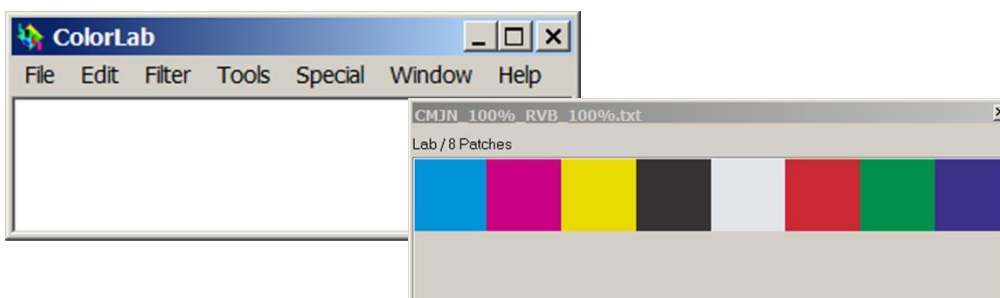 ColorLab
File Edit Filter Tools Special Window Help
CMJN_100%_RVB_100%.txt
Lab / 8 Patches